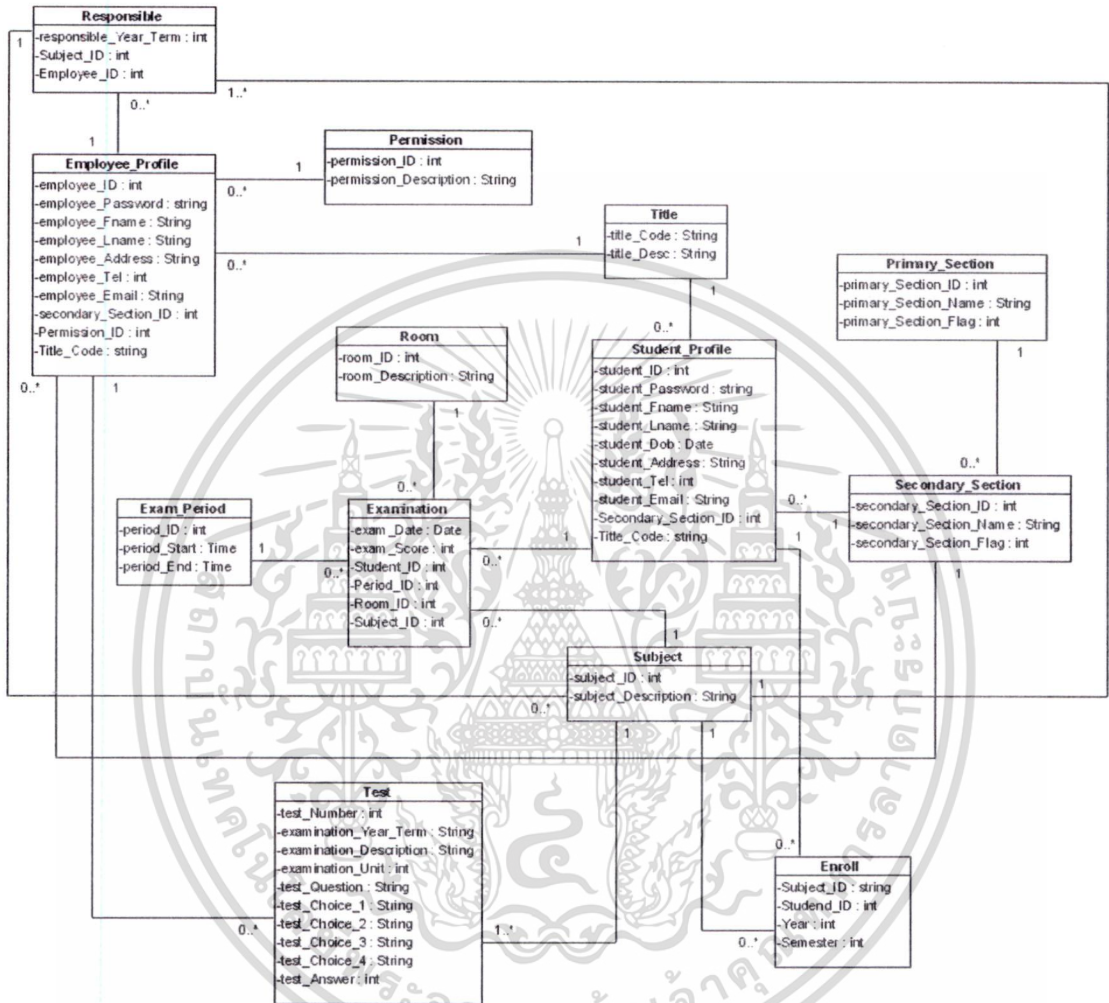 Responsible
-responsible_Year_Term : int
-Subject_ID : int
-Employee_ID : int
1
0..*
1..*
1
Permission
-permission_ID : int
-permission_Description : String
1
0..*
Employee_Profile
-employee_ID : int
-employee_Password : string
-employee_Fname : String
-employee_Lname : String
-employee_Address : String
-employee_Tel : int
-employee_Email : String
-secondary_Section_ID : int
-Permission_ID : int
-Title_Code : string
0..*
1
0..*
1
Title
-title_Code : String
-title_Desc : String
1
0..*
Primary_Section
-primary_Section_ID : int
-primary_Section_Name : String
-primary_Section_Flag : int
1
0..*
Room
-room_ID : int
-room_Description : String
1
0..*
Student_Profile
-student_ID : int
-student_Password : string
-student_Fname : String
-student_Lname : String
-student_Dob : Date
-student_Address : String
-student_Tel : int
-student_Email : String
-Secondary_Section_ID : int
-Title_Code : string
0..*
1
1
1
Secondary_Section
-secondary_Section_ID : int
-secondary_Section_Name : String
-secondary_Section_Flag : int
1
Exam_Period
-period_ID : int
-period_Start : Time
-period_End : Time
1
0..*
Examination
-exam_Date : Date
-exam_Score : int
-Student_ID : int
-Period_ID : int
-Room_ID : int
-Subject_ID : int
0..*
0..*
1
Subject
-subject_ID : int
-subject_Description : String
0..*
1
1
1
Test
-test_Number : int
-examination_Year_Term : String
-examination_Description : String
-examination_Unit : int
-test_Question : String
-test_Choice_1 : String
-test_Choice_2 : String
-test_Choice_3 : String
-test_Choice_4 : String
-test_Answer : int
0..*
1..*
0..*
Enroll
-Subject_ID : string
-Studend_ID : int
-Year : int
-Semester : int
0..*